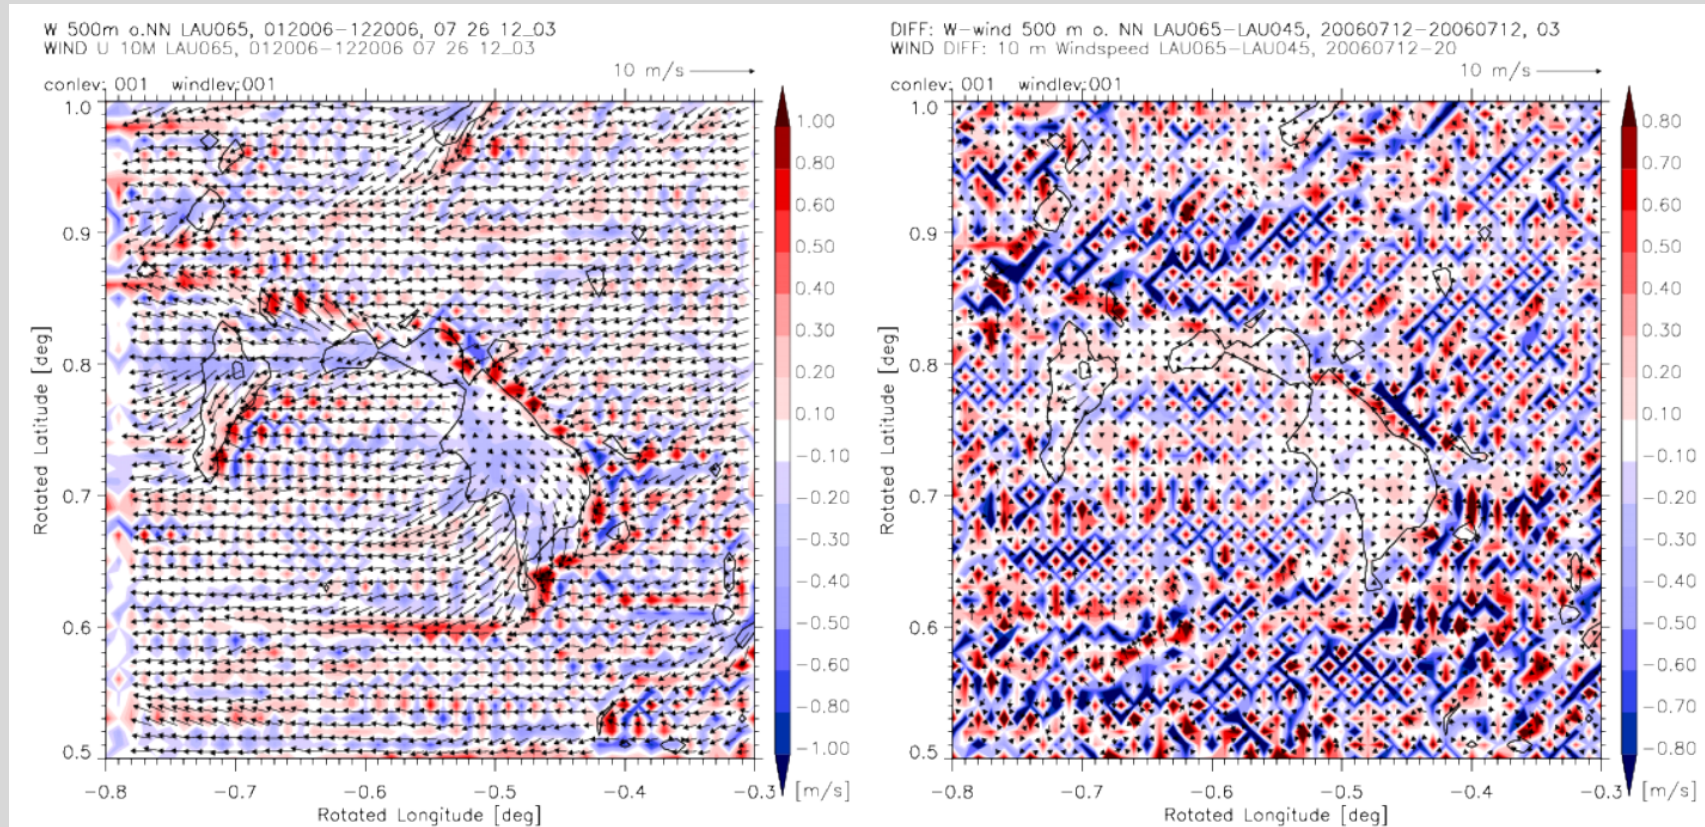 W 500m o.NN LAU065, 012006−122006, 07 26 12_03
WIND U 10M LAU065, 012006−122006 07 26 12_03
10 m/s
conlev: 001 windlev:001
1.0
0.9
0.8
0.7
0.6
0.5
Rotated Latitude [deg]
−0.8 −0.7 −0.6 −0.5 −0.4 −0.3
Rotated Longitude [deg]
1.00
0.80
0.60
0.50
0.40
0.30
0.20
0.10
−0.10
−0.20
−0.30
−0.40
−0.50
−0.60
−0.80
−1.00
[m/s]
DIFF: W−wind 500 m o. NN LAU065−LAU045, 20060712−20060712, 03
WIND DIFF: 10 m Windspeed LAU065−LAU045, 20060712−20
10 m/s
conlev: 001 windlev:001
1.0
0.9
0.8
0.7
0.6
0.5
Rotated Latitude [deg]
−0.8 −0.7 −0.6 −0.5 −0.4 −0.3
Rotated Longitude [deg]
0.80
0.70
0.60
0.50
0.40
0.30
0.20
0.10
−0.10
−0.20
−0.30
−0.40
−0.50
−0.60
−0.70
−0.80
[m/s]